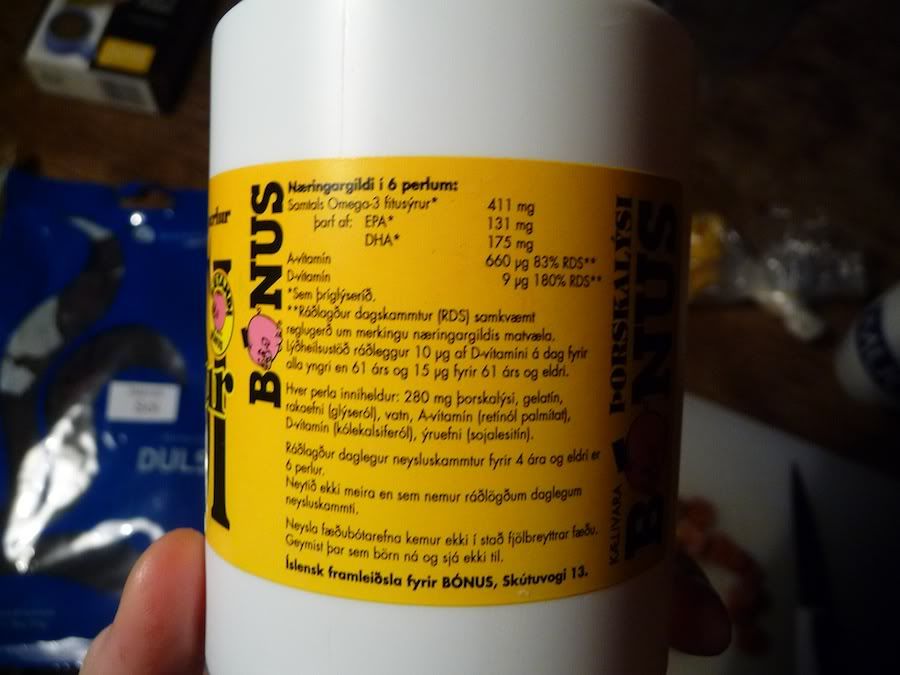 Næringargildi í 6 perlum:
Samtals Omega-3 fitusýrur* 411 mg
þarf af: EPA* 131 mg
DHA* 175 mg
A-vítamín 660 µg 83% RDS**
D-vítamín 9 µg 180% RDS**
*Sem þríglýseríð.
**Ráðlagður dagskammtur (RDS) samkvæmt
reglugerð um merkingu næringargildis matvæla.
Lýðheilsustöð ráðleggur 10 µg af D-vítamíni á dag fyrir
alla yngri en 61 árs og 15 µg fyrir 61 árs og eldri.
Hver perla inniheldur: 280 mg þorskalýsi, gelatín,
rakaefni (glýseról), vatn, A-vítamín (retínól palmitat),
D-vítamín (kólekalsiferól), ýruefni (sojalesitín).
Ráðlagður daglegur neysluskammtur fyrir 4 ára og eldri er
6 perlur.
Neytið ekki meira en sem nemur ráðlögðum daglegum
neysluskammti.
Neysla fæðubótarefna kemur ekki í stað fjölbreyttrar fæðu.
Geymist þar sem börn ná og sjá ekki til.
Íslensk framleiðsla fyrir BÓNUS, Skútuvogi 13.
BÓNUS
ÞORSKALÝSI
BÓNUS
KÆLIVARA
DULS